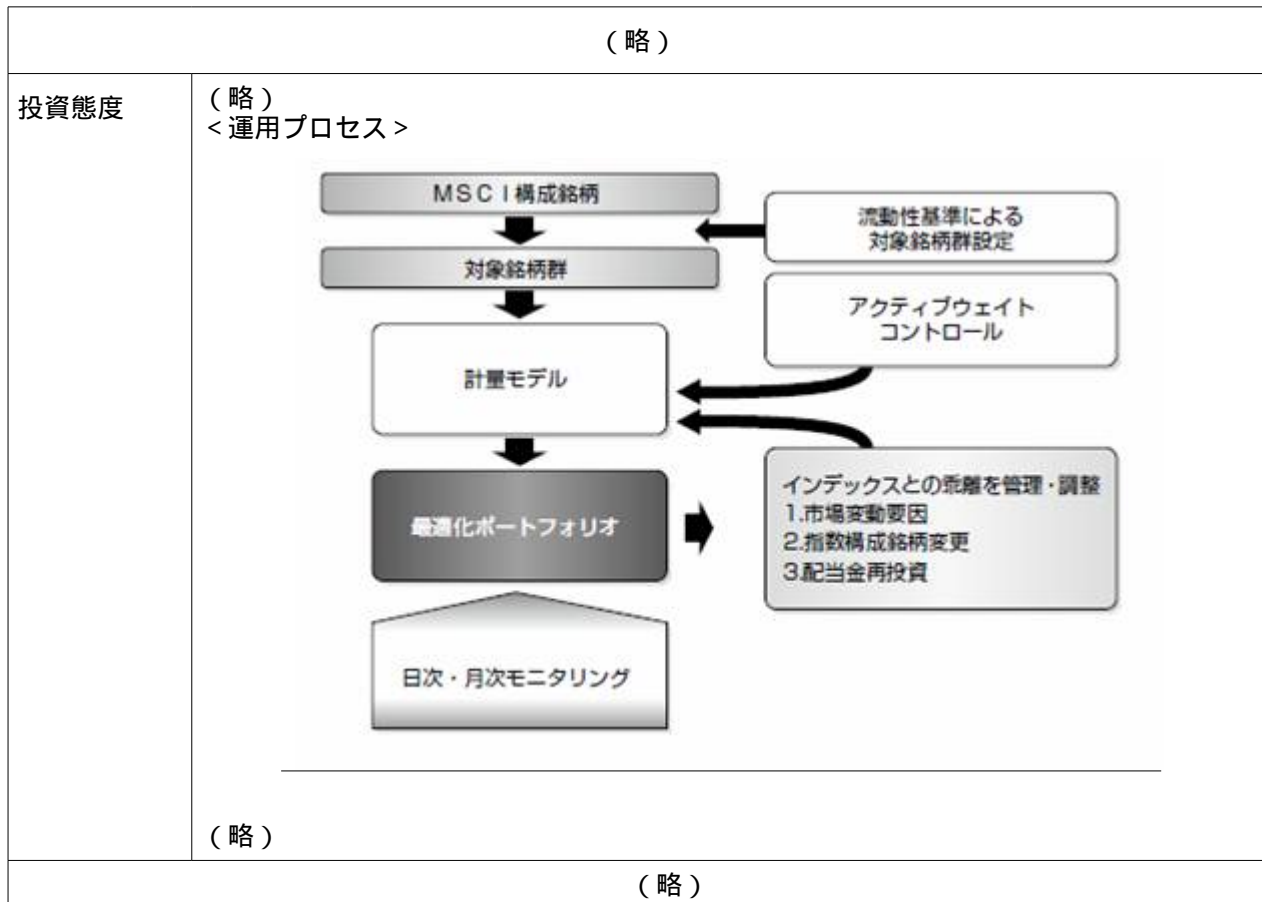 （略）
投資態度
（略）
＜運用プロセス＞
ＭＳＣＩ構成銘柄
流動性基準による
対象銘柄群設定
対象銘柄群
アクティブウェイト
コントロール
計量モデル
最適化ポートフォリオ
インデックスとの乖離を管理・調整
1.市場変動要因
2.指数構成銘柄変更
3.配当金再投資
日次・月次モニタリング
（略）
（略）